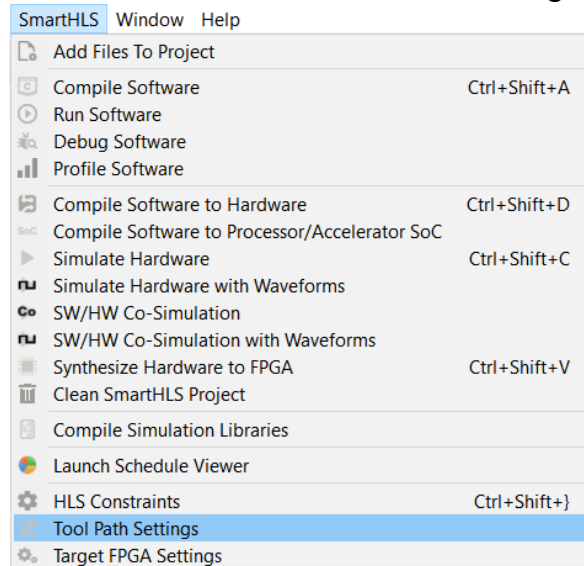 SmartHLS Window Help
Add Files To Project
Compile Software Ctrl+Shift+A
Run Software
Debug Software
Profile Software
Compile Software to Hardware Ctrl+Shift+D
SoC Compile Software to Processor/Accelerator SoC
Simulate Hardware Ctrl+Shift+C
Simulate Hardware with Waveforms
Co SW/HW Co-Simulation
SW/HW Co-Simulation with Waveforms
Synthesize Hardware to FPGA Ctrl+Shift+V
Clean SmartHLS Project
Compile Simulation Libraries
Launch Schedule Viewer
HLS Constraints Ctrl+Shift+}
Tool Path Settings
Target FPGA Settings